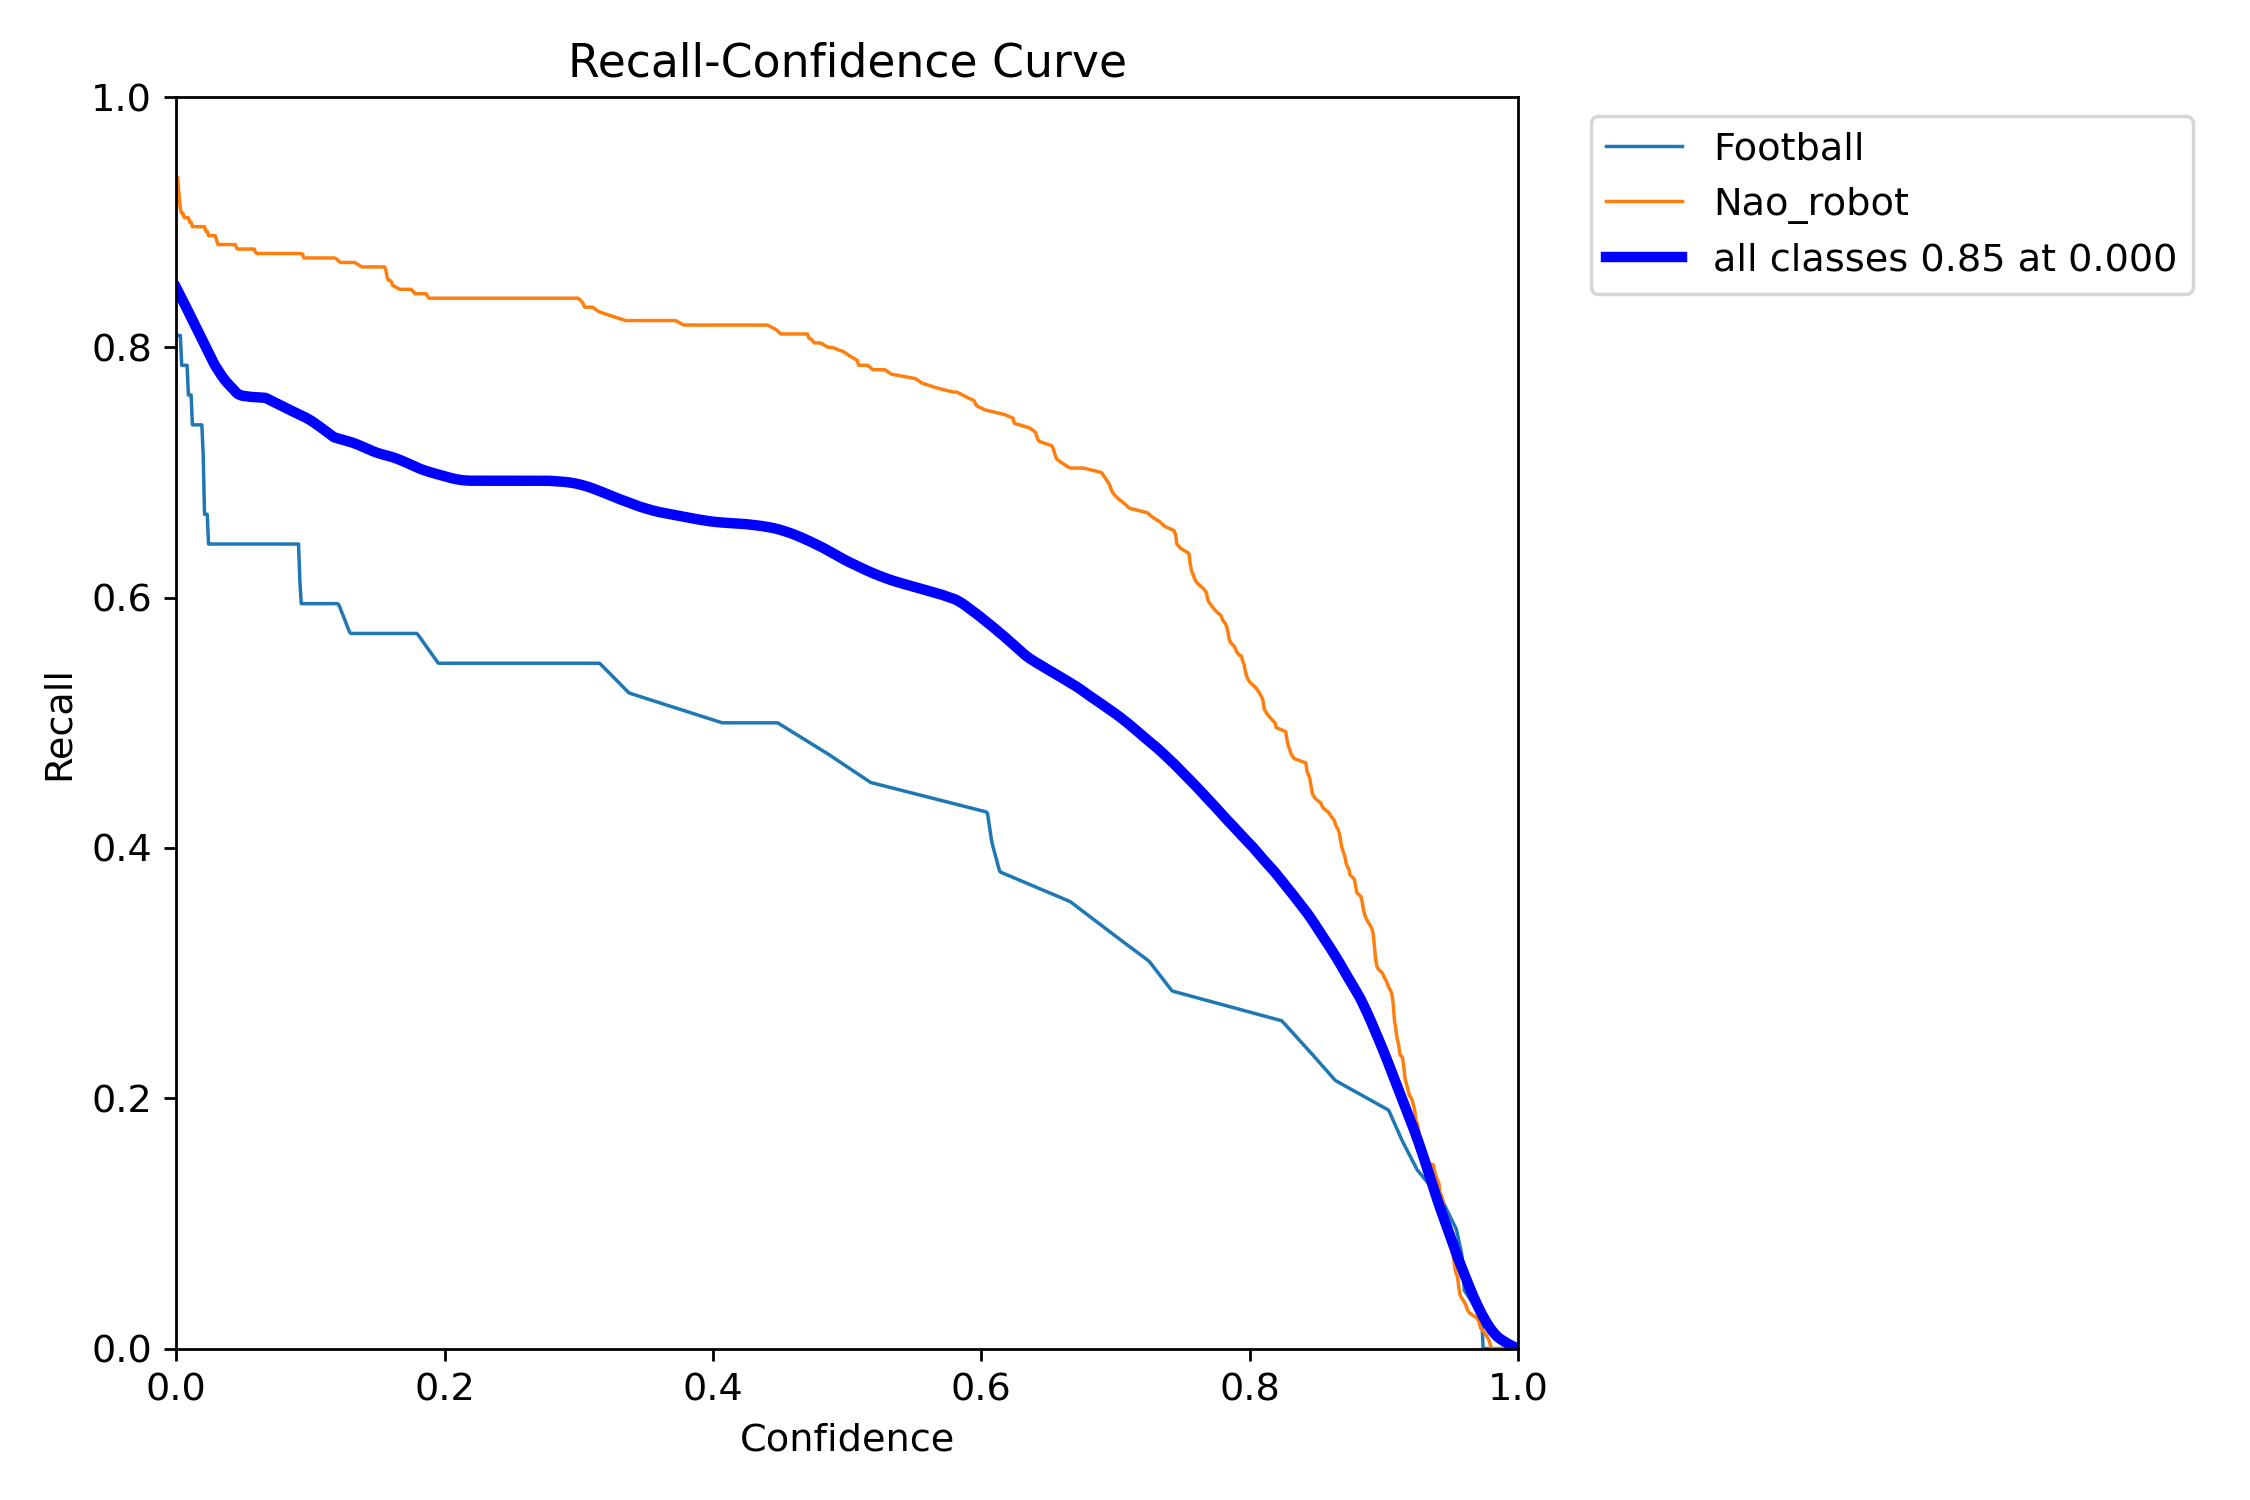 Recall-Confidence Curve
1.0
0.8
0.6
0.4
0.2
0.0
Recall
0.0 0.2 0.4 0.6 0.8 1.0
Confidence
Football
Nao_robot
all classes 0.85 at 0.000